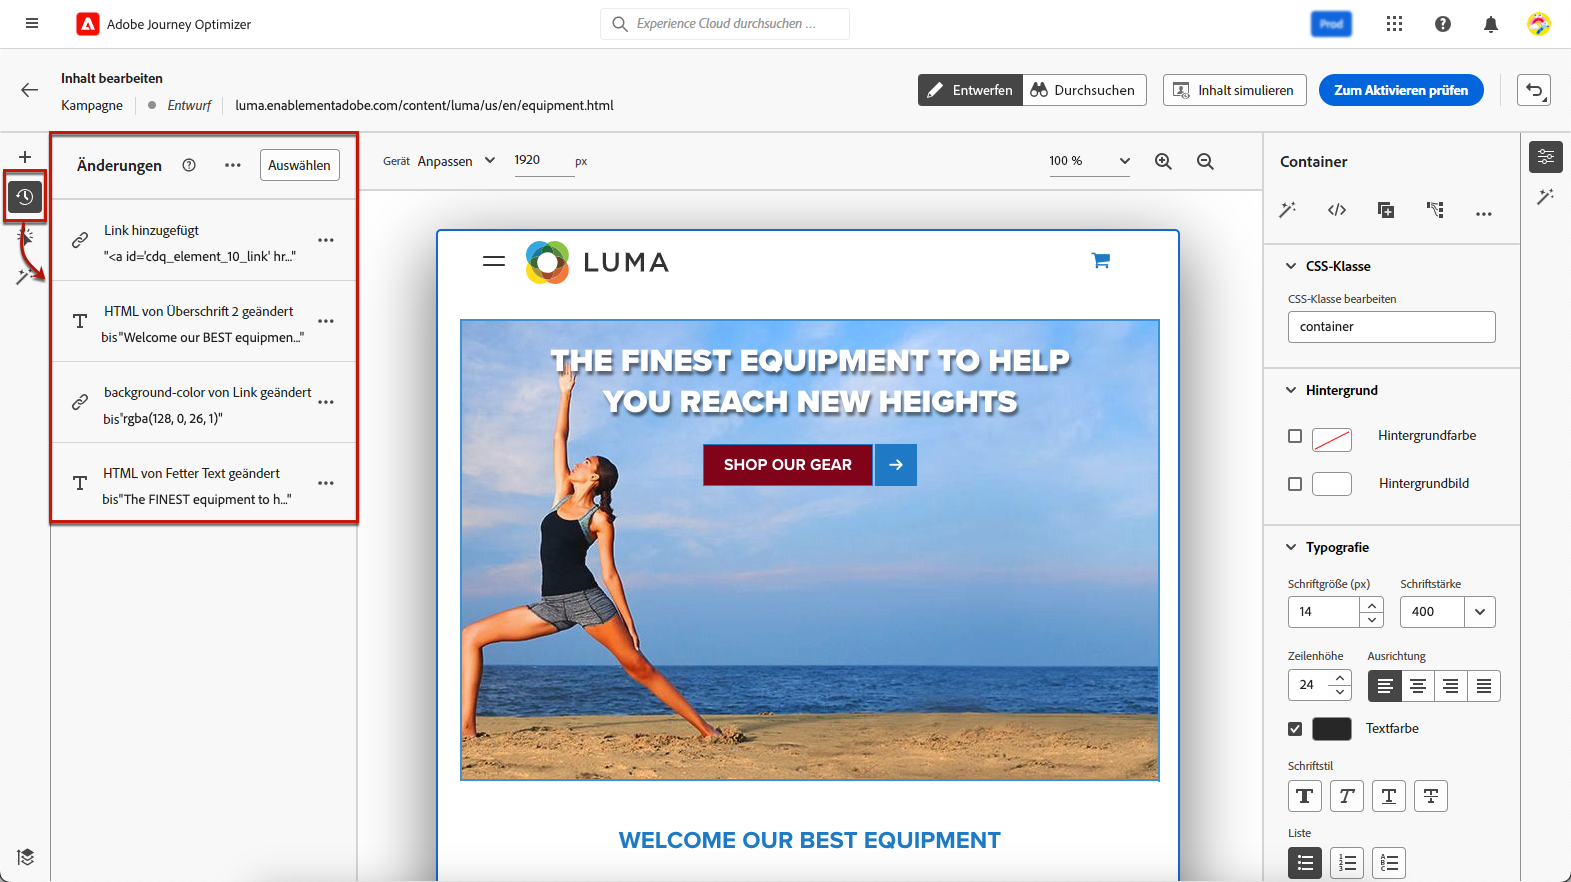 Adobe Journey Optimizer
Experience Cloud durchsuchen ...
Prod
Inhalt bearbeiten
Kampagne
Entwurf
luma.enablementadobe.com/content/luma/us/en/equipment.html
Entwerfen
Durchsuchen
Inhalt simulieren
Zum Aktivieren prüfen
Änderungen
Auswählen
Link hinzugefügt
"<a id='cdq_element_10_link' hr..."
HTML von Überschrift 2 geändert
bis"Welcome our BEST equipmen..."
background-color von Link geändert
bis"rgba(128, 0, 26, 1)"
HTML von Fetter Text geändert
bis"The FINEST equipment to h..."
Gerät Anpassen 1920 px
100 %
LUMA
THE FINEST EQUIPMENT TO HELP
YOU REACH NEW HEIGHTS
SHOP OUR GEAR
WELCOME OUR BEST EQUIPMENT
Container
CSS-Klasse
CSS-Klasse bearbeiten
container
Hintergrund
Hintergrundfarbe
Hintergrundbild
Typografie
Schriftgröße (px) Schriftstärke
14 400
Zeilenhöhe Ausrichtung
24
Textfarbe
Schriftstil
Liste